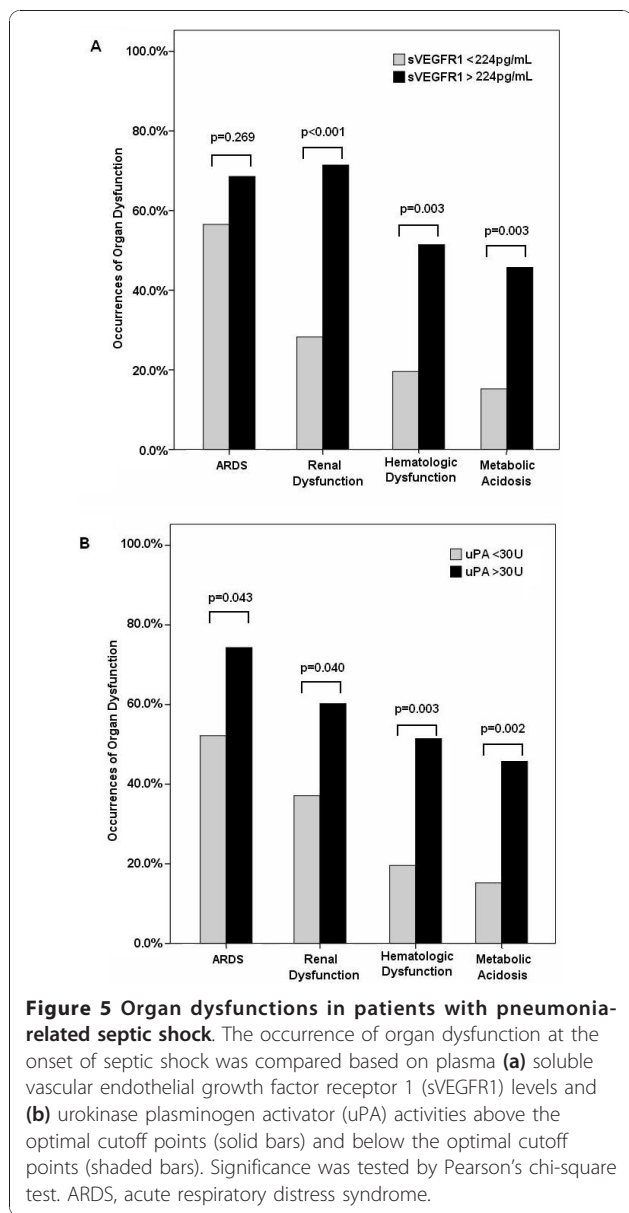 A
100.0%
sVEGFR1 <224pg/mL
sVEGFR1 > 224pg/mL
80.0%
p=0.269
p<0.001
p=0.003
p=0.003
60.0%
40.0%
20.0%
0.0%
Occurrences of Organ Dysfunction
ARDS
Renal Dysfunction
Hematologic Dysfunction
Metabolic Acidosis
B
100.0%
uPA <30U
uPA >30U
80.0%
p=0.043
p=0.040
p=0.003
p=0.002
60.0%
40.0%
20.0%
0.0%
Occurrences of Organ Dysfunction
ARDS
Renal Dysfunction
Hematologic Dysfunction
Metabolic Acidosis
Figure 5 Organ dysfunctions in patients with pneumonia-
related septic shock. The occurrence of organ dysfunction at the
onset of septic shock was compared based on plasma (a) soluble
vascular endothelial growth factor receptor 1 (sVEGFR1) levels and
(b) urokinase plasminogen activator (uPA) activities above the
optimal cutoff points (solid bars) and below the optimal cutoff
points (shaded bars). Significance was tested by Pearson's chi-square
test. ARDS, acute respiratory distress syndrome.